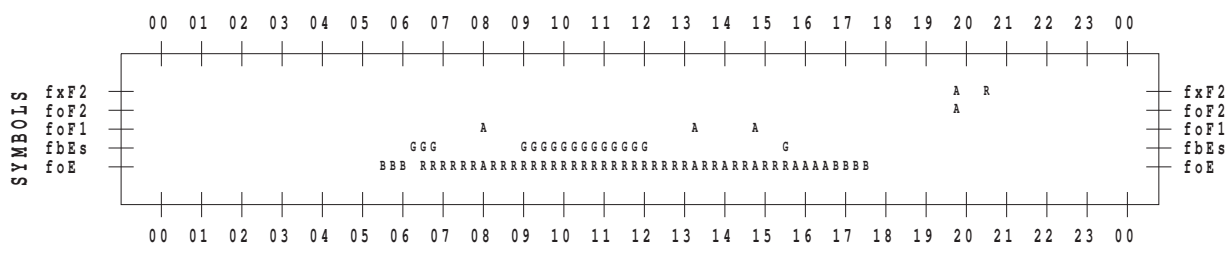 00 01 02 03 04 05 06 07 08 09 10 11 12 13 14 15 16 17 18 19 20 21 22 23 00
SYMBOLS
fxF2 A R fxF2
foF2 A foF2
foF1 A A A foF1
fbEs GGG GGGGGGGGGGGGG G fbEs
foE BBB RRRRRRARRRRRRRRRRRRRRRRRRRRARRARRARRRAAAABBBB foE
00 01 02 03 04 05 06 07 08 09 10 11 12 13 14 15 16 17 18 19 20 21 22 23 00